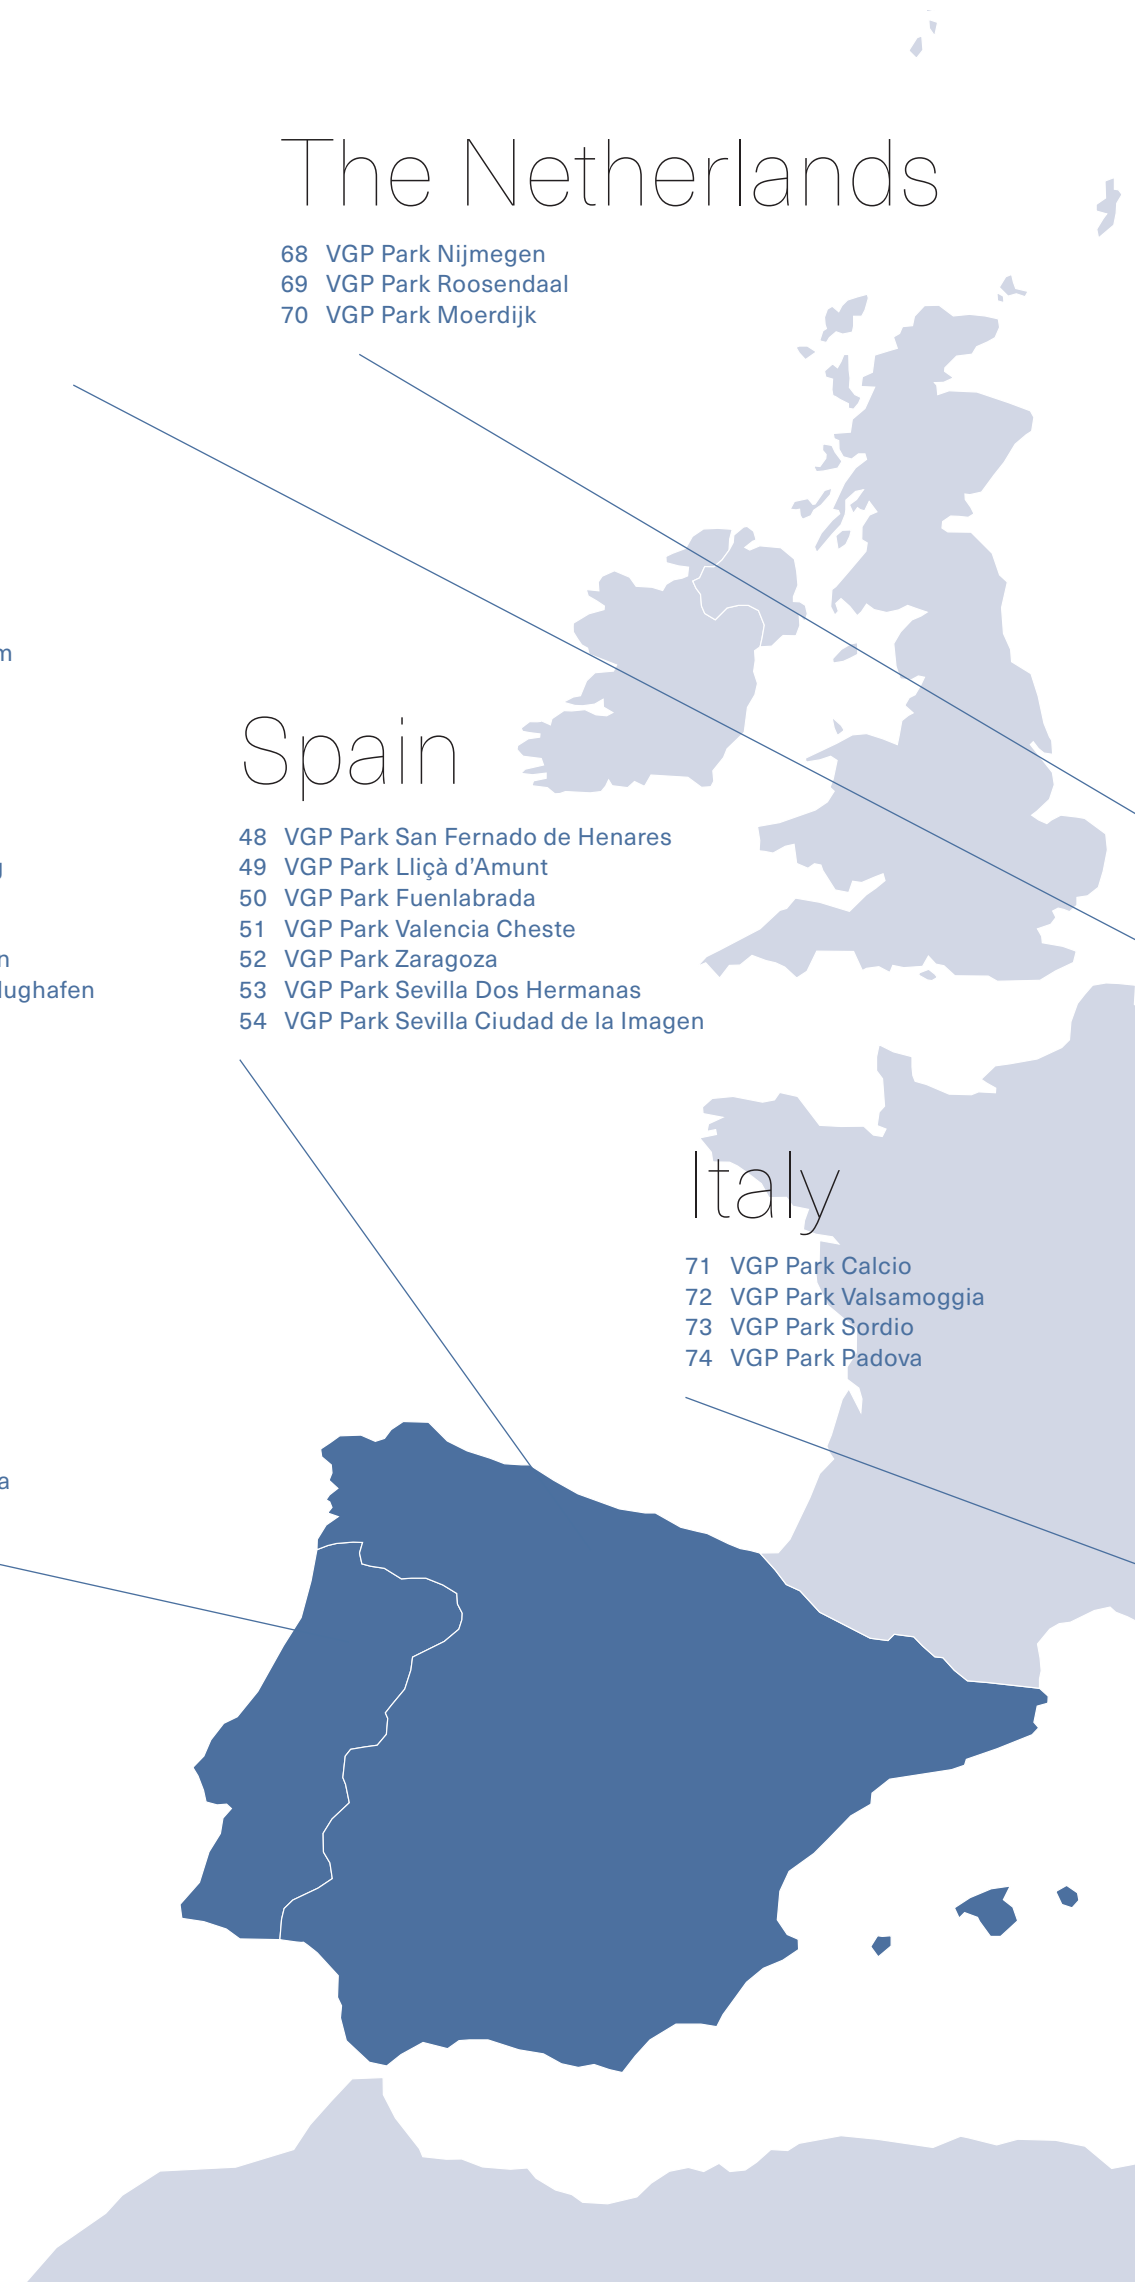 The Netherlands
68 VGP Park Nijmegen
69 VGP Park Roosendaal
70 VGP Park Moerdijk
m
Spain
48 VGP Park San Fernado de Henares
49 VGP Park Lliçà d’Amunt
50 VGP Park Fuenlabrada
51 VGP Park Valencia Cheste
52 VGP Park Zaragoza
53 VGP Park Sevilla Dos Hermanas
54 VGP Park Sevilla Ciudad de la Imagen
n
lughafen
Italy
71 VGP Park Calcio
72 VGP Park Valsamoggia
73 VGP Park Sordio
74 VGP Park Padova
a